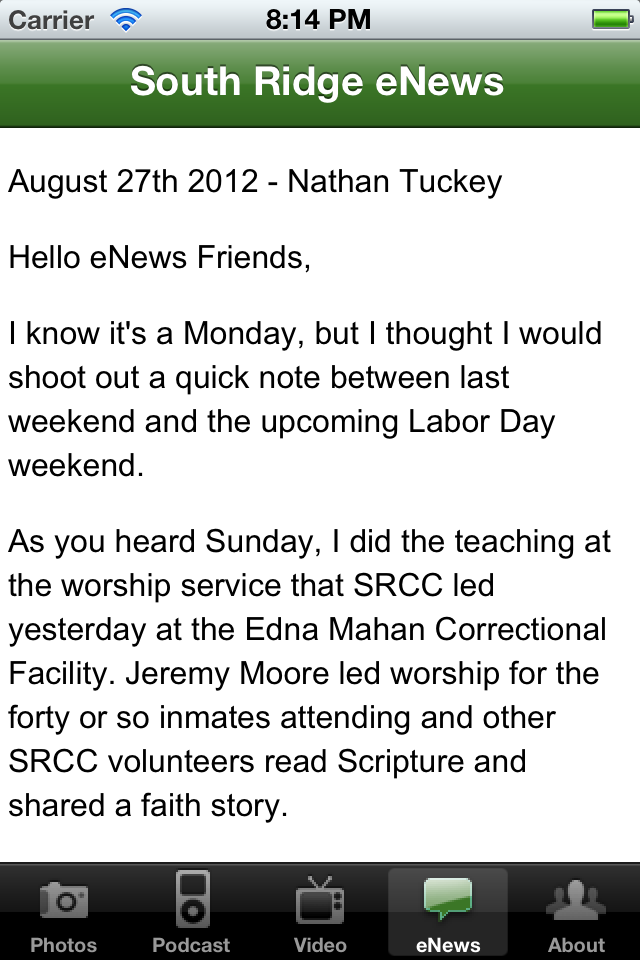 Carrier 8:14 PM
South Ridge eNews
August 27th 2012 - Nathan Tuckey
Hello eNews Friends,
I know it's a Monday, but I thought I would
shoot out a quick note between last
weekend and the upcoming Labor Day
weekend.
As you heard Sunday, I did the teaching at
the worship service that SRCC led
yesterday at the Edna Mahan Correctional
Facility. Jeremy Moore led worship for the
forty or so inmates attending and other
SRCC volunteers read Scripture and
shared a faith story.
Photos Podcast Video eNews About